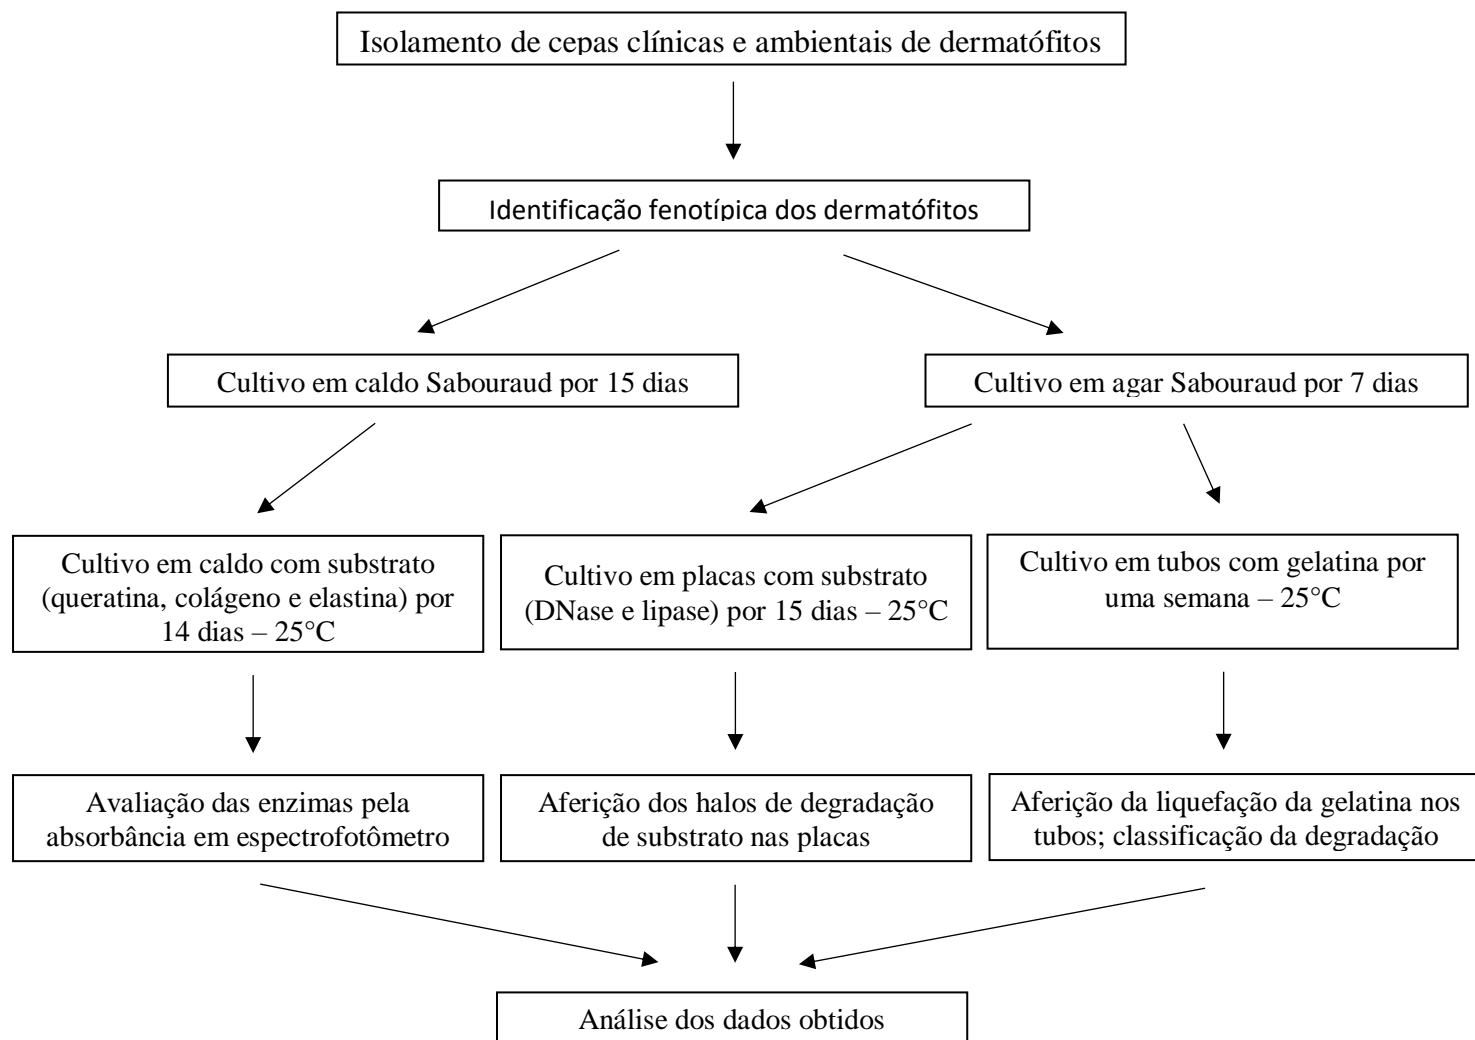 Isolamento de cepas clínicas e ambientais de dermatófitos
Identificação fenotípica dos dermatófitos
Cultivo em caldo Sabouraud por 15 dias
Cultivo em agar Sabouraud por 7 dias
Cultivo em caldo com substrato
(queratina, colágeno e elastina) por
14 dias – 25°C
Cultivo em placas com substrato
(DNase e lipase) por 15 dias – 25°C
Cultivo em tubos com gelatina por
uma semana – 25°C
Avaliação das enzimas pela
absorbância em espectrofotômetro
Aferição dos halos de degradação
de substrato nas placas
Aferição da liquefação da gelatina nos
tubos; classificação da degradação
Análise dos dados obtidos